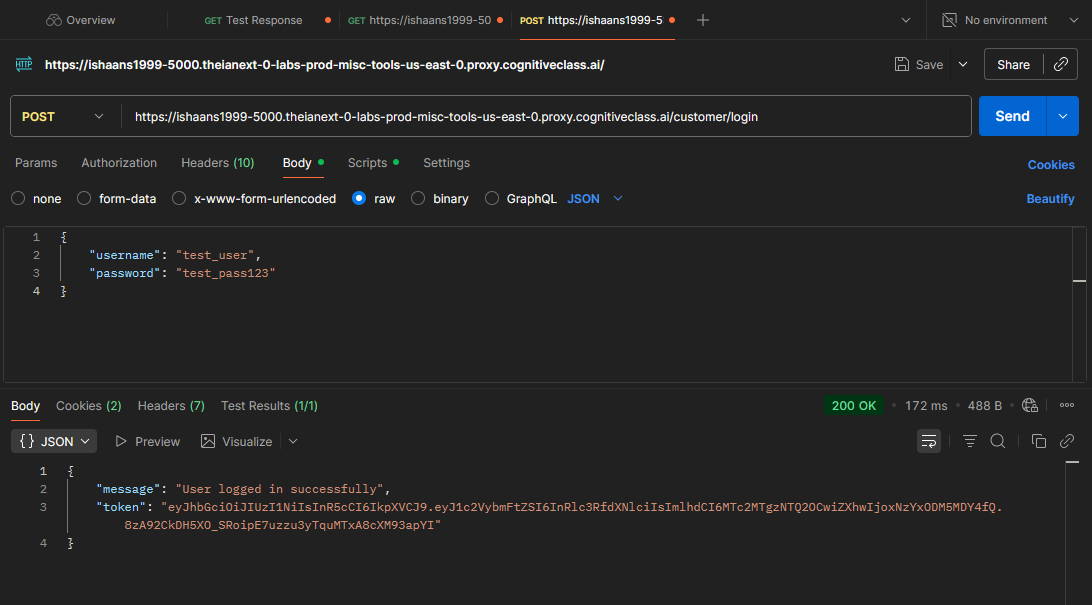 Overview
GET Test Response
GET https://ishaans1999-50
POST https://ishaans1999-5
No environment
HTTP
https://ishaans1999-5000.theianext-0-labs-prod-misc-tools-us-east-0.proxy.cognitiveclass.ai/
Save
Share
POST
https://ishaans1999-5000.theianext-0-labs-prod-misc-tools-us-east-0.proxy.cognitiveclass.ai/customer/login
Send
Params Authorization Headers (10) Body Scripts Settings Cookies
none form-data x-www-form-urlencoded raw binary GraphQL JSON Beautify
1 {
2 "username": "test_user",
3 "password": "test_pass123"
4 }
Body Cookies (2) Headers (7) Test Results (1/1) 200 OK • 172 ms • 488 B
{} JSON Preview Visualize
1 {
2 "message": "User logged in successfully",
3 "token": "eyJhbGciOiJIUzI1NiIsInR5cCI6IkpXVCJ9.eyJ1c2VybmFtZSI6InRlc3RfdXNlciIsImlhdCI6MTc2MTgzNTQ2OCwiZXhwIjoxNzYxODM5MDY4fQ.
8zA92CkDH5XO_SRoipE7uzzu3yTquMTxA8cXM93apYI"
4 }